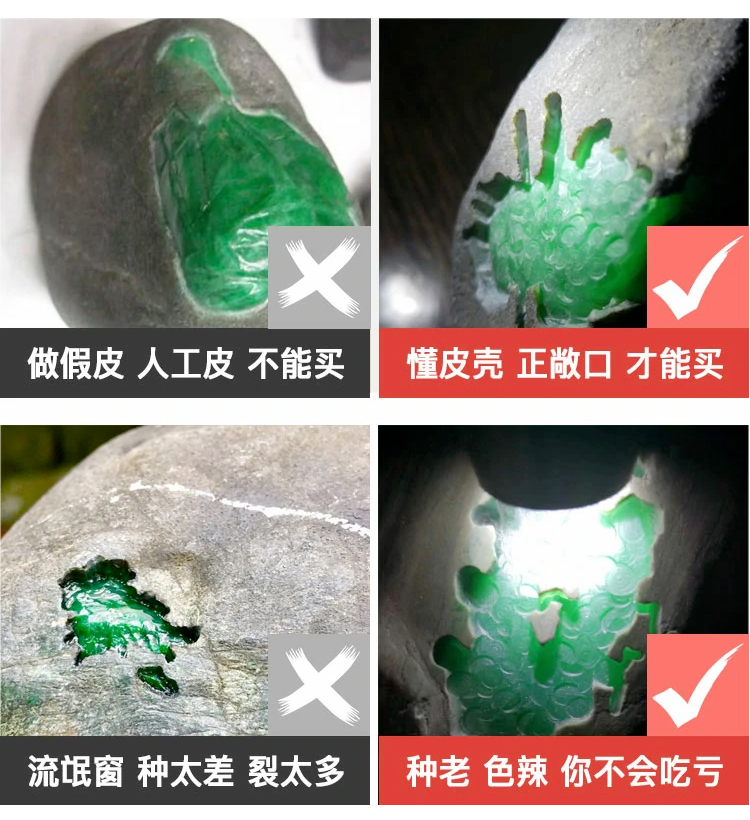 做假皮 人工皮 不能买
懂皮壳 正敞口 才能买
流氓窗 种太差 裂太多
种老 色辣 你不会吃亏